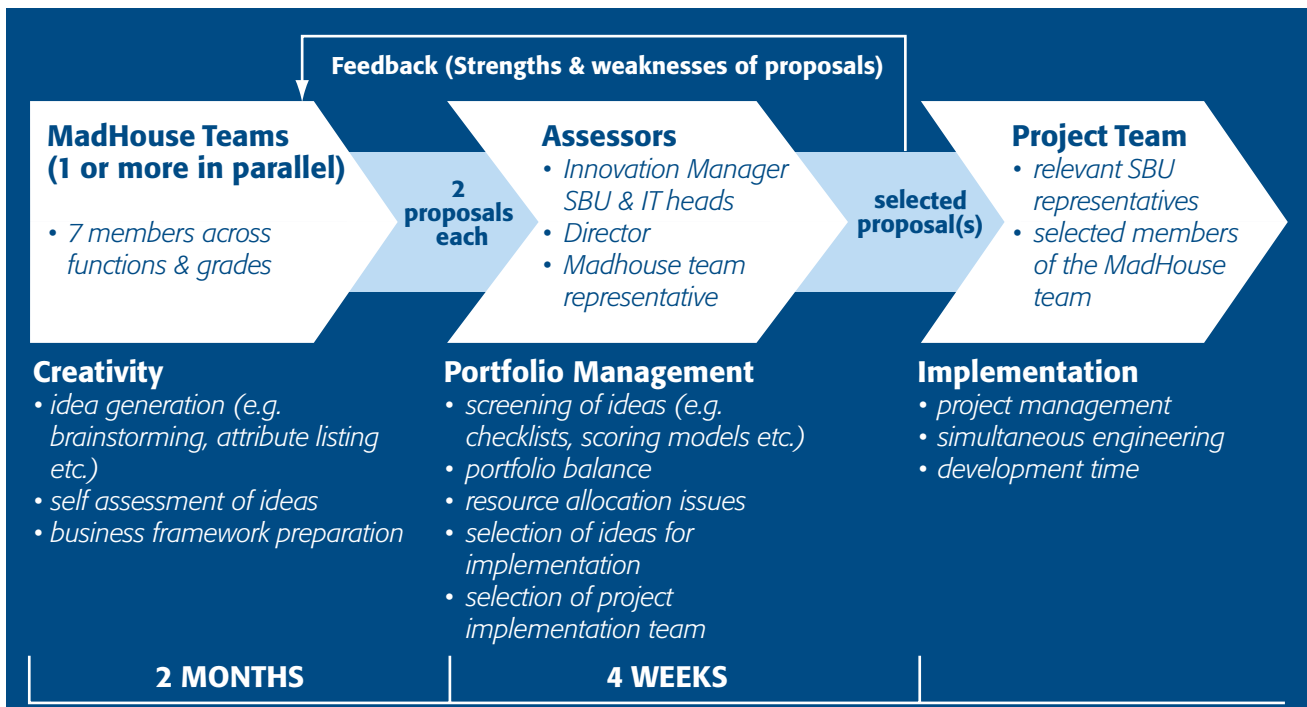 Feedback (Strengths & weaknesses of proposals)
MadHouse Teams
(1 or more in parallel)
• 7 members across
functions & grades
2
proposals
each
Assessors
• Innovation Manager
SBU & IT heads
• Director
• Madhouse team
representative
selected
proposal(s)
Project Team
• relevant SBU
representatives
• selected members
of the MadHouse
team
Creativity
• idea generation (e.g.
brainstorming, attribute listing
etc.)
• self assessment of ideas
• business framework preparation
Portfolio Management
• screening of ideas (e.g.
checklists, scoring models etc.)
• portfolio balance
• resource allocation issues
• selection of ideas for
implementation
• selection of project
implementation team
Implementation
• project management
• simultaneous engineering
• development time
2 MONTHS
4 WEEKS